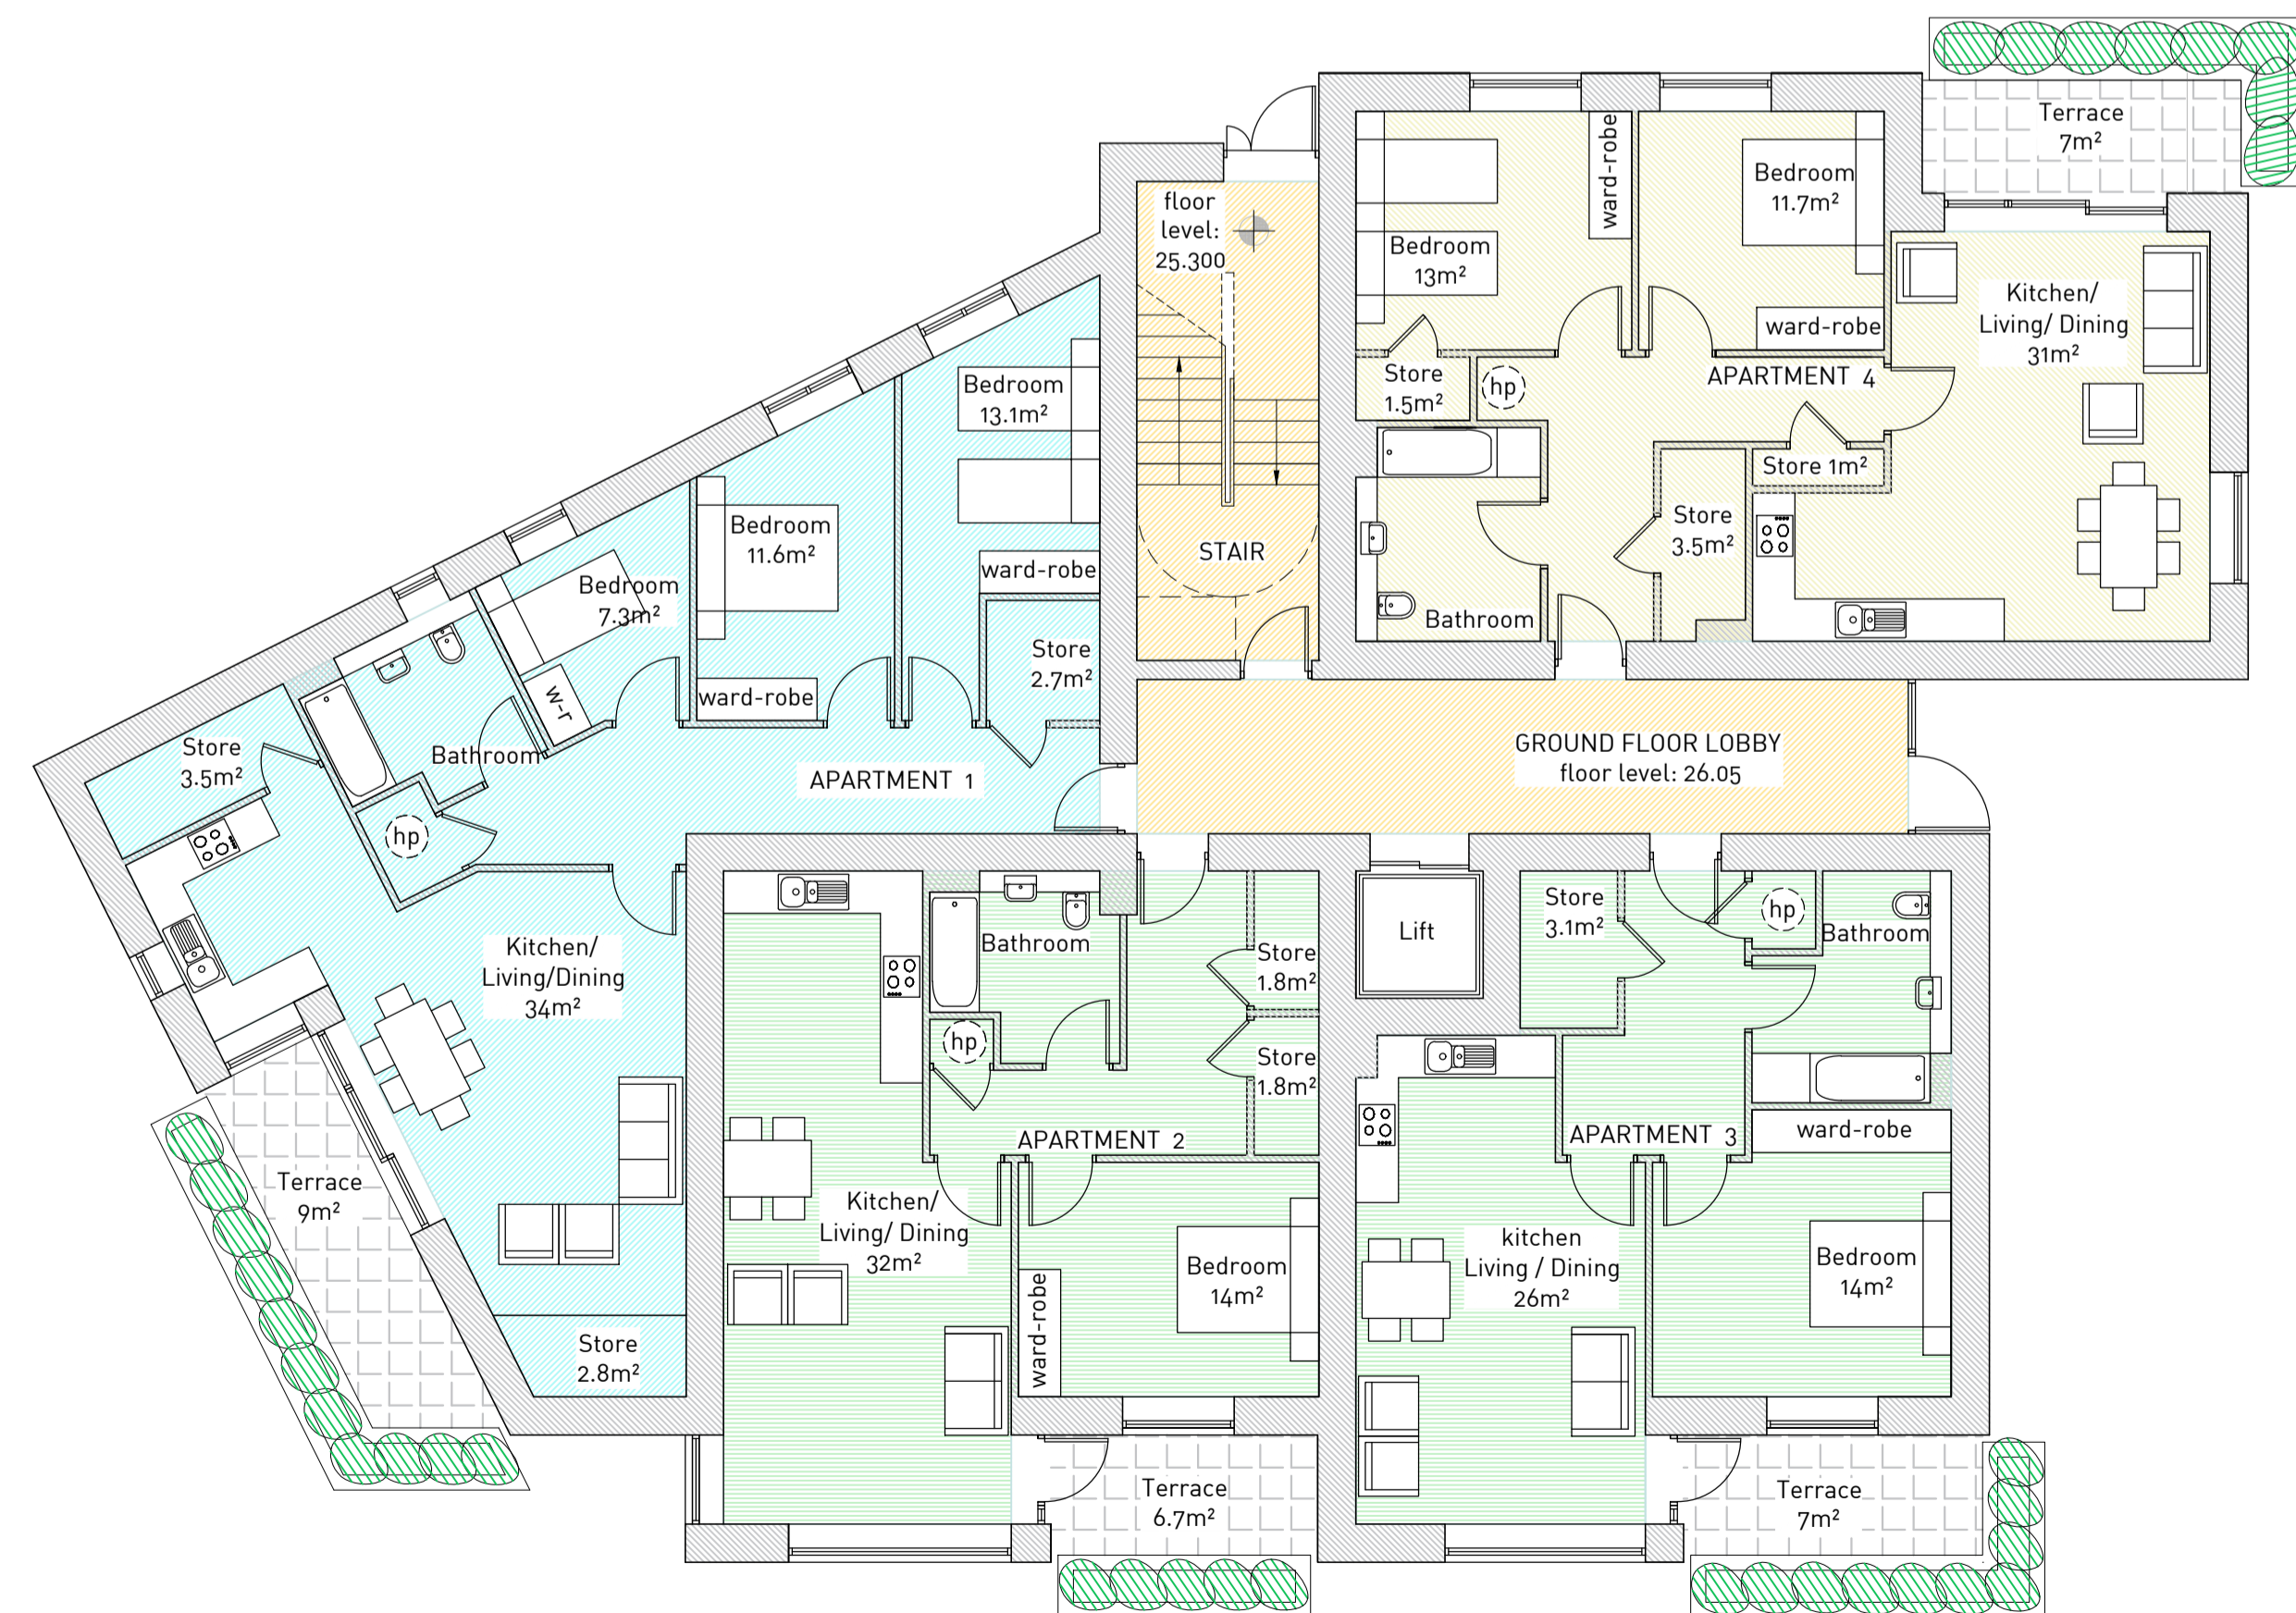 Terrace
7m²
floor
level:
25.300
ward-robe
Bedroom
11.7m²
Bedroom
13m²
ward-robe
Kitchen/
Living/ Dining
31m²
Store
1.5m²
hp
APARTMENT 4
Store 1m²
Store
3.5m²
Bathroom
STAIR
Bedroom
13.1m²
ward-robe
Bedroom
11.6m²
ward-robe
Bedroom
7.3m²
w-r
Store
2.7m²
Bathroom
Store
3.5m²
hp
APARTMENT 1
GROUND FLOOR LOBBY
floor level: 26.05
Kitchen/
Living/Dining
34m²
Terrace
9m²
Store
2.8m²
Bathroom
hp
Store
1.8m²
Store
1.8m²
APARTMENT 2
Kitchen/
Living/ Dining
32m²
ward-robe
Bedroom
14m²
Terrace
6.7m²
Lift
Store
3.1m²
hp
Bathroom
APARTMENT 3
ward-robe
kitchen
Living / Dining
26m²
Bedroom
14m²
Terrace
7m²